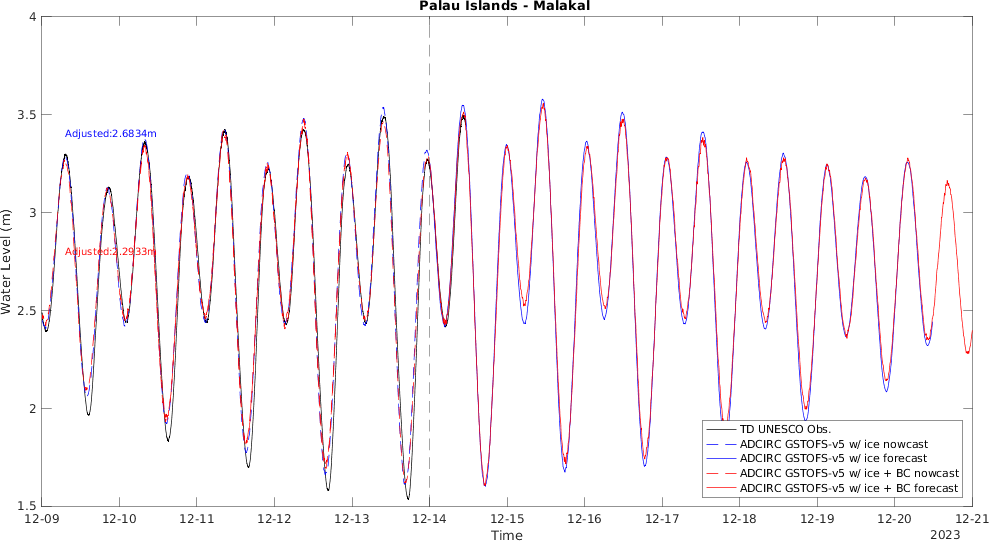 Palau Islands - Malakal
4
3.5
3
2.5
2
1.5
Water Level (m)
Adjusted:2.6834m
Adjusted:2.2933m
TD UNESCO Obs.
ADCIRC GSTOFS-v5 w/ ice nowcast
ADCIRC GSTOFS-v5 w/ ice forecast
ADCIRC GSTOFS-v5 w/ ice + BC nowcast
ADCIRC GSTOFS-v5 w/ ice + BC forecast
12-09 12-10 12-11 12-12 12-13 12-14 12-15 12-16 12-17 12-18 12-19 12-20 12-21
Time
2023